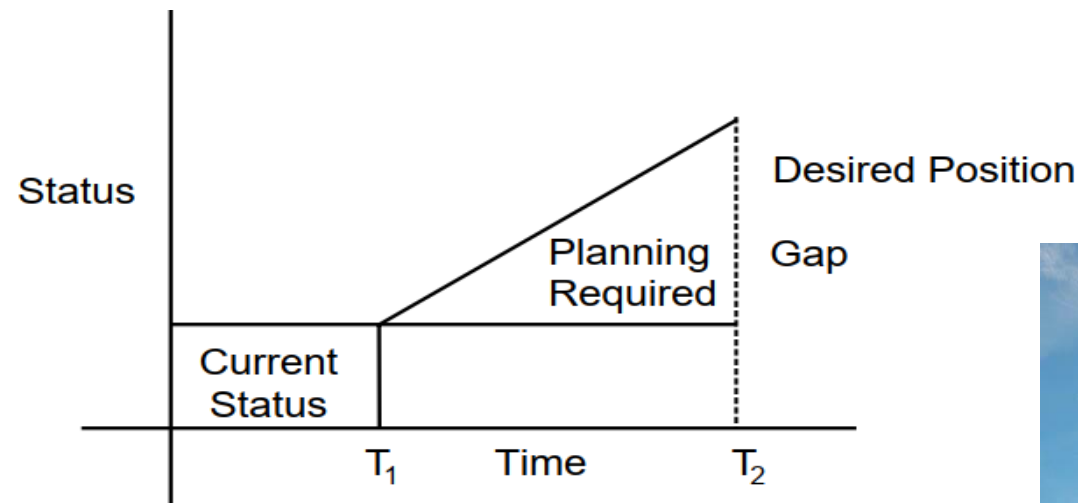 Status
Desired Position
Planning
Required
Gap
Current
Status
T₁
Time
T₂